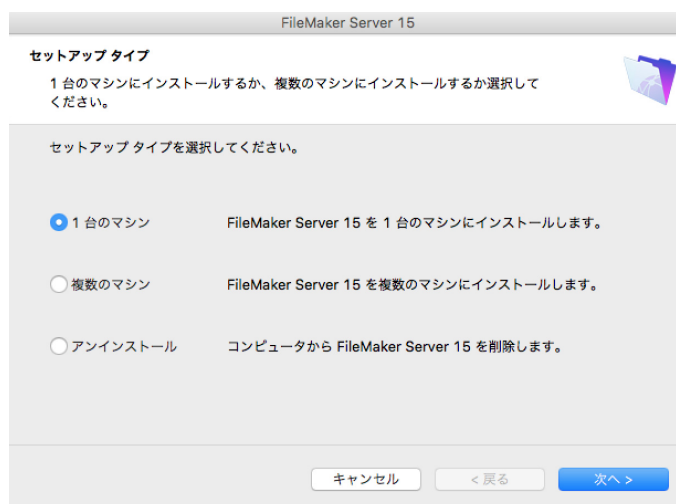 FileMaker Server 15
セットアップ タイプ
1 台のマシンにインストールするか、複数のマシンにインストールするか選択して
ください。
セットアップ タイプを選択してください。
1 台のマシン FileMaker Server 15 を 1 台のマシンにインストールします。
複数のマシン FileMaker Server 15 を複数のマシンにインストールします。
アンインストール コンピュータから FileMaker Server 15 を削除します。
キャンセル < 戻る 次へ >